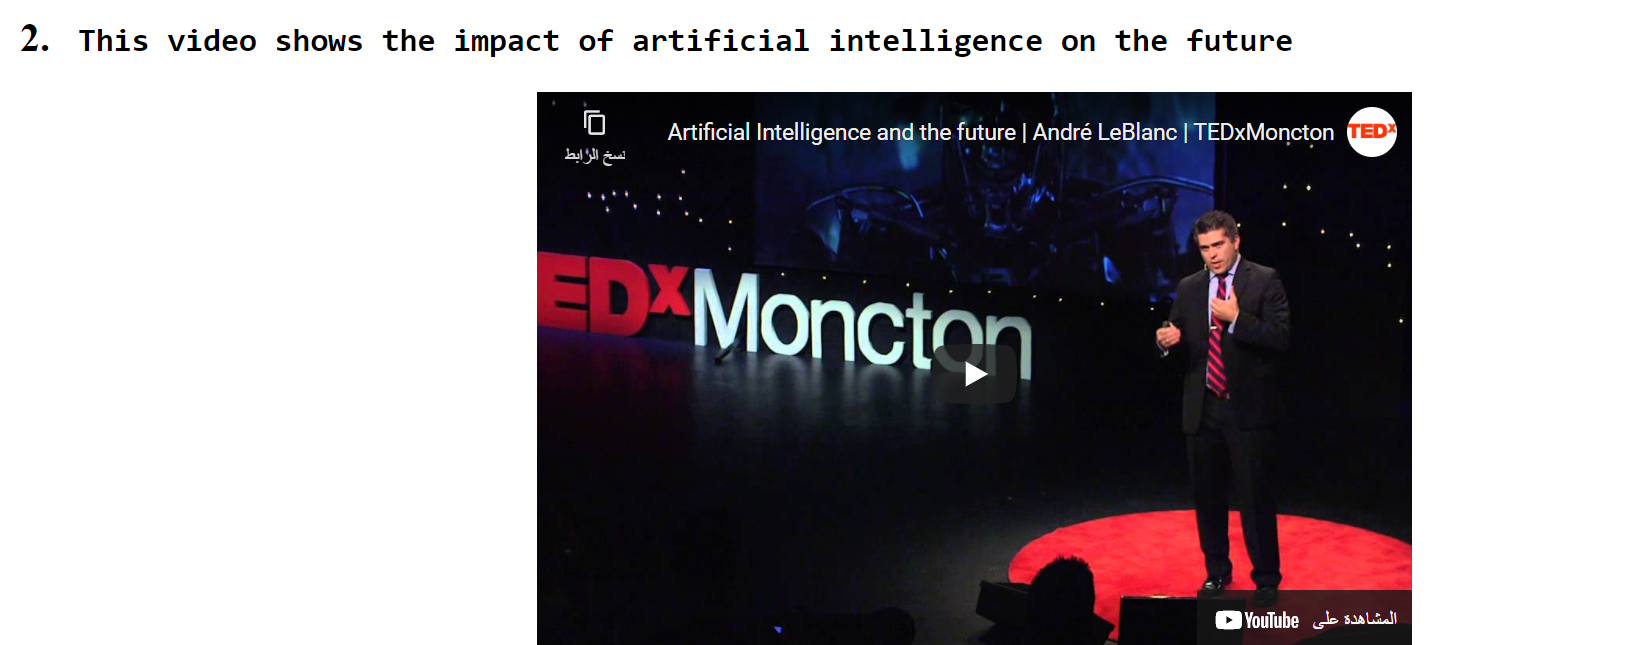 2. This video shows the impact of artificial intelligence on the future
نسخ الرابط
Artificial Intelligence and the future | André LeBlanc | TEDxMoncton
TEDx
EDxMoncton
المشاهدة على YouTube